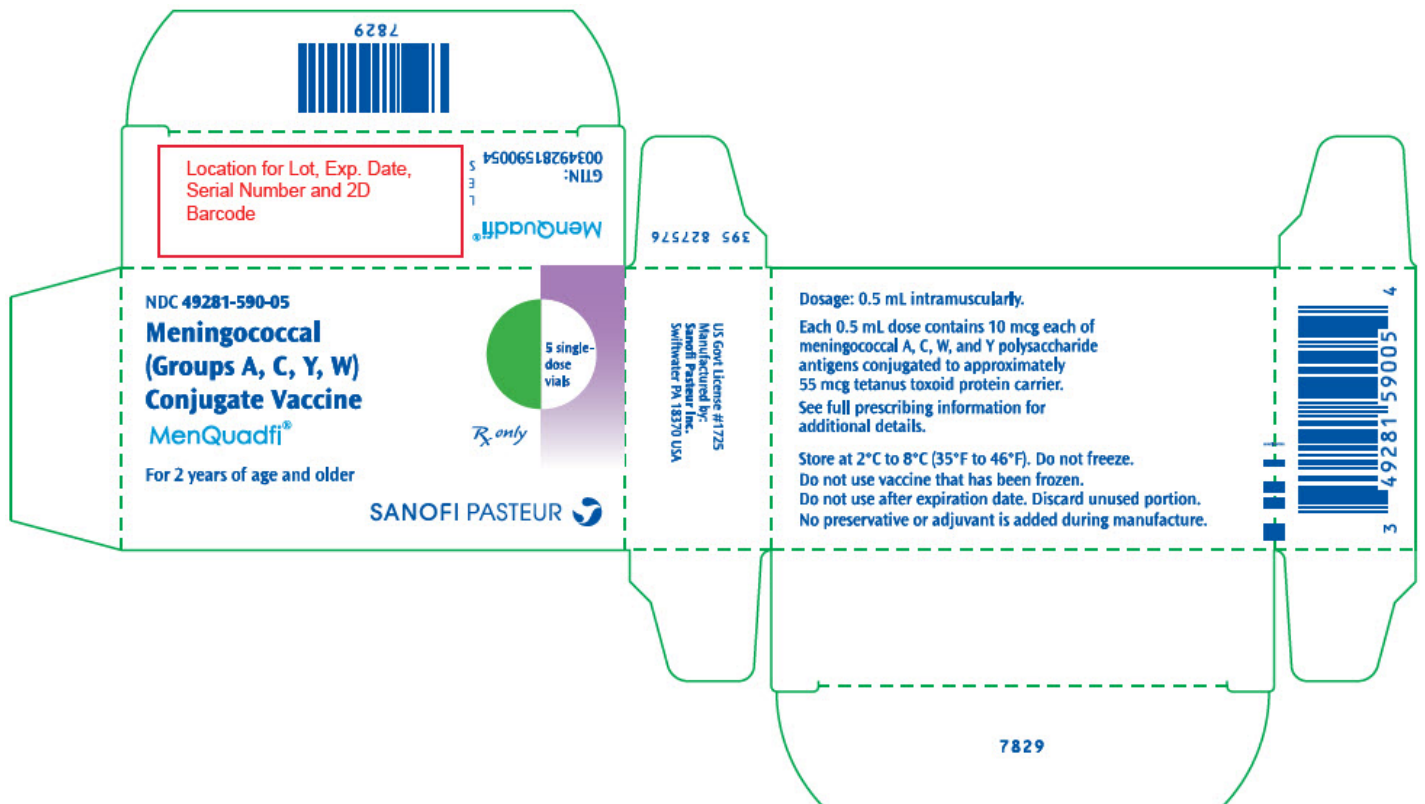 7829
Location for Lot, Exp. Date,
Serial Number and 2D
Barcode
L E S
GTIN:
00349281590054
MenQuadfi®
395 827576
NDC 49281-590-05
Meningococcal
(Groups A, C, Y, W)
Conjugate Vaccine
MenQuadfi®
For 2 years of age and older
5 single-
dose
vials
Rx only
SANOFI PASTEUR
US Govt License #1725
Manufactured by:
Sanofi Pasteur Inc.
Swiftwater PA 18370 USA
Dosage: 0.5 mL intramuscularly.
Each 0.5 mL dose contains 10 mcg each of
meningococcal A, C, W, and Y polysaccharide
antigens conjugated to approximately
55 mcg tetanus toxoid protein carrier.
See full prescribing information for
additional details.
Store at 2°C to 8°C (35°F to 46°F). Do not freeze.
Do not use vaccine that has been frozen.
Do not use after expiration date. Discard unused portion.
No preservative or adjuvant is added during manufacture.
3 49281 59005 4
7829